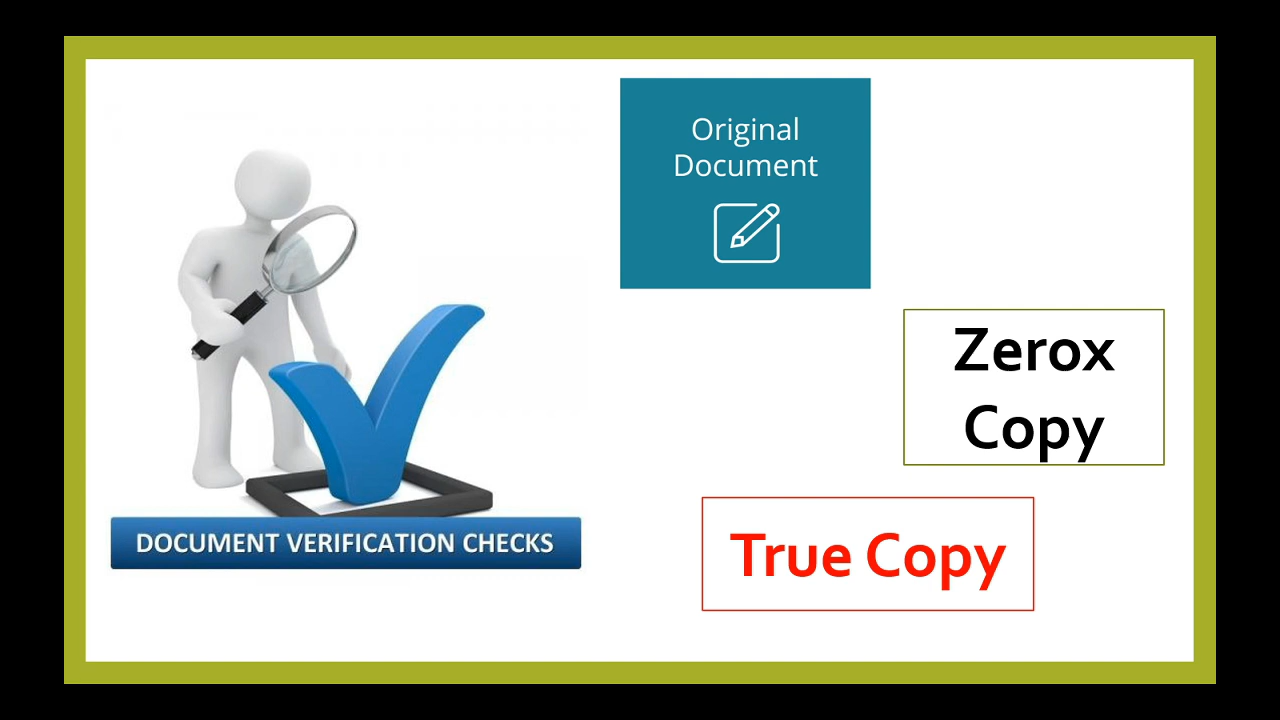 Original
Document
Zerox
Copy
DOCUMENT VERIFICATION CHECKS
True Copy